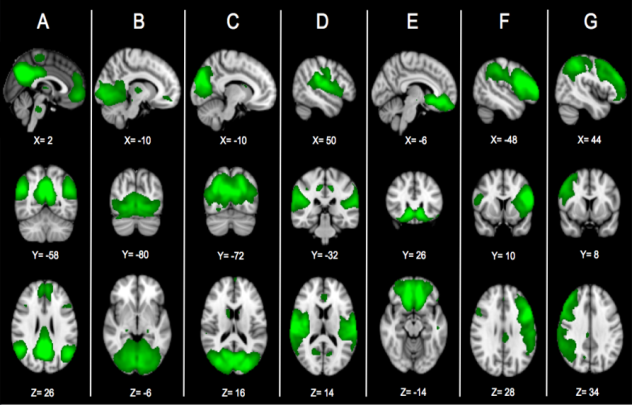 A B C D E F G
X= 2 X= -10 X= -10 X= 50 X= -6 X= -48 X= 44
Y= -58 Y= -80 Y= -72 Y= -32 Y= 26 Y= 10 Y= 8
Z= 26 Z= -6 Z= 16 Z= 14 Z= -14 Z= 28 Z= 34